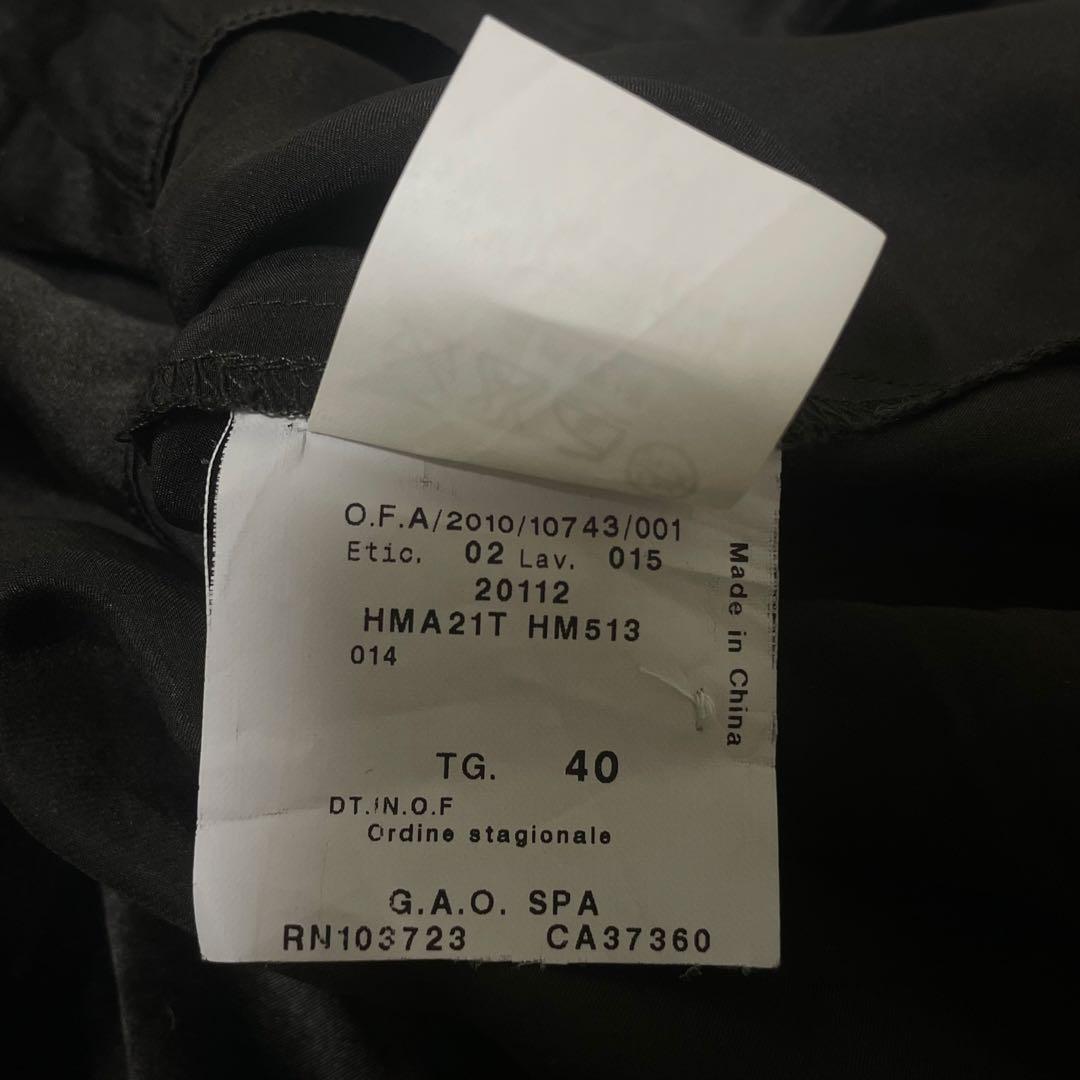 O.F.A/2010/10743/001
Etic. 02 Lav. 015
20112
HMA21T HM513
014
Made in China
TG. 40
DT.IN.O.F
Ordine stagionale
G.A.O. SPA
RN103723 CA37360